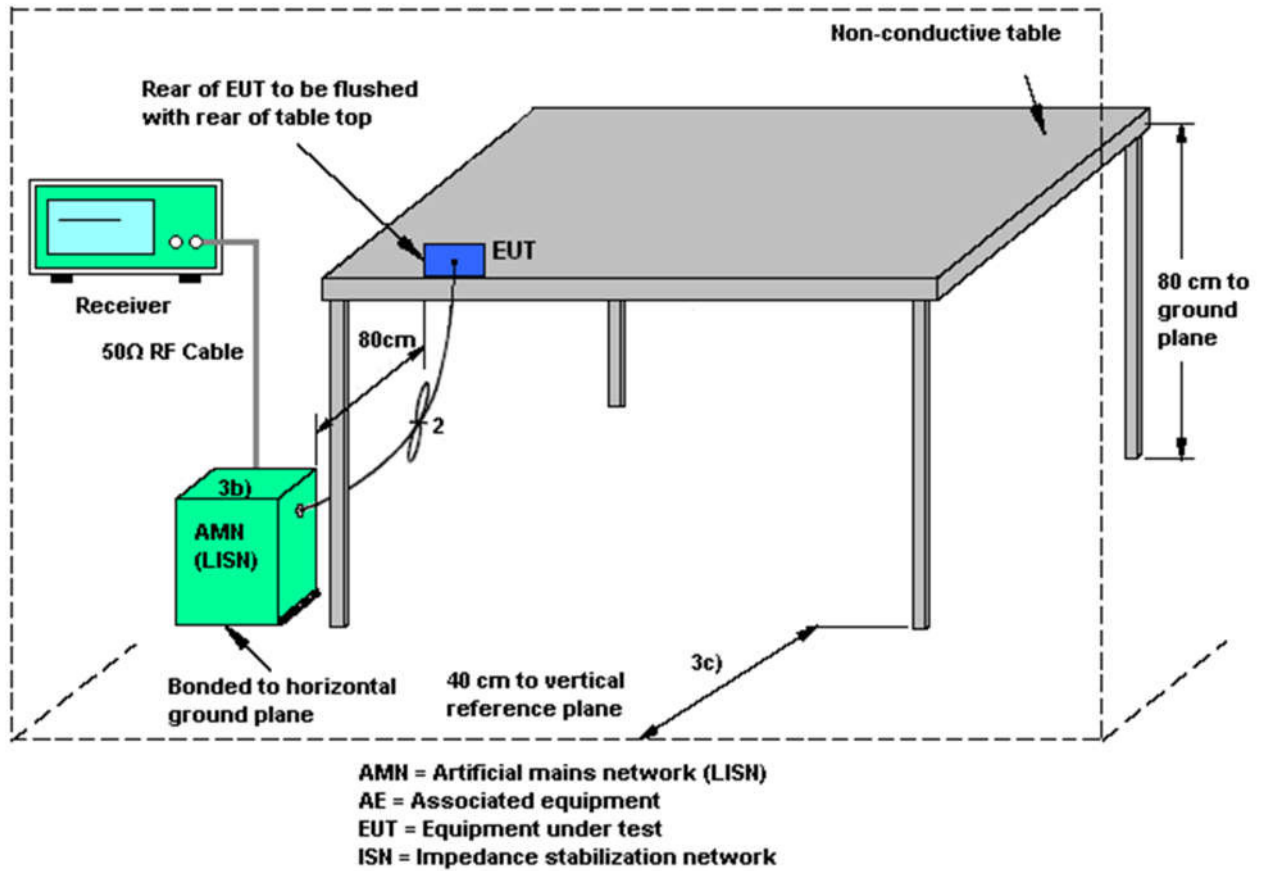 Non-conductive table
Rear of EUT to be flushed
with rear of table top
EUT
Receiver
80 cm to
ground
plane
80cm
50Ω RF Cable
2
3b)
AMN
(LISN)
3c)
Bonded to horizontal
ground plane
40 cm to vertical
reference plane
AMN = Artificial mains network (LISN)
AE = Associated equipment
EUT = Equipment under test
ISN = Impedance stabilization network